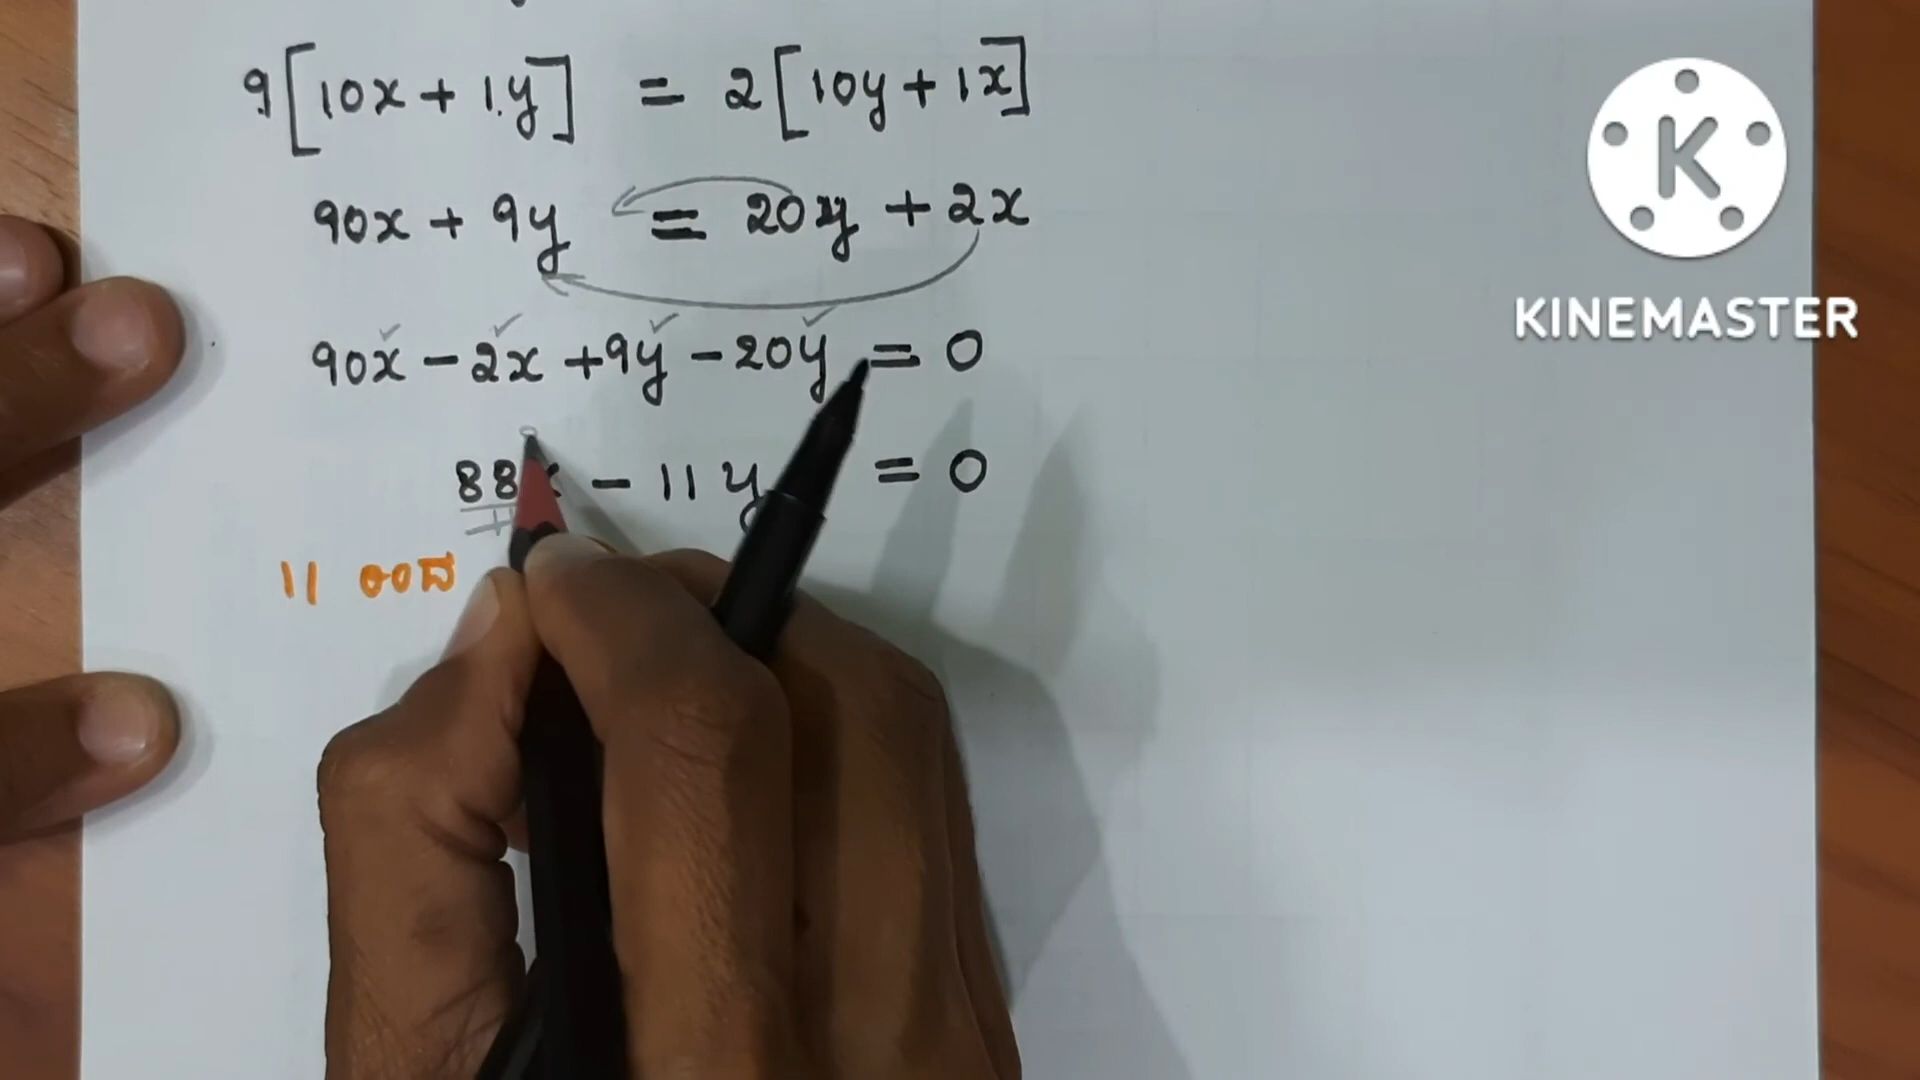 9[10x + 1.y] = 2[10y + 1x]
90x + 9y = 20y + 2x
90x - 2x + 9y - 20y = 0
88x - 11y = 0
11 ರಿಂದ
K
KINEMASTER